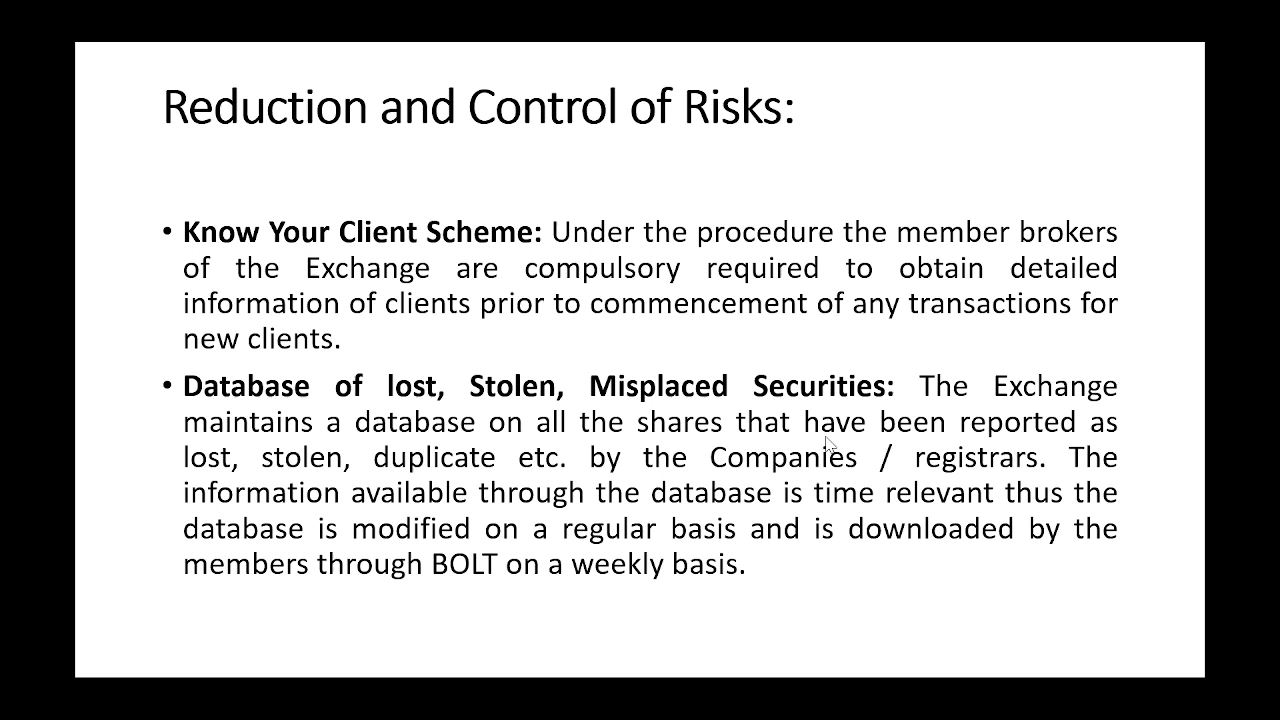 Reduction and Control of Risks:
• Know Your Client Scheme: Under the procedure the member brokers
of the Exchange are compulsory required to obtain detailed
information of clients prior to commencement of any transactions for
new clients.
• Database of lost, Stolen, Misplaced Securities: The Exchange
maintains a database on all the shares that have been reported as
lost, stolen, duplicate etc. by the Companies / registrars. The
information available through the database is time relevant thus the
database is modified on a regular basis and is downloaded by the
members through BOLT on a weekly basis.